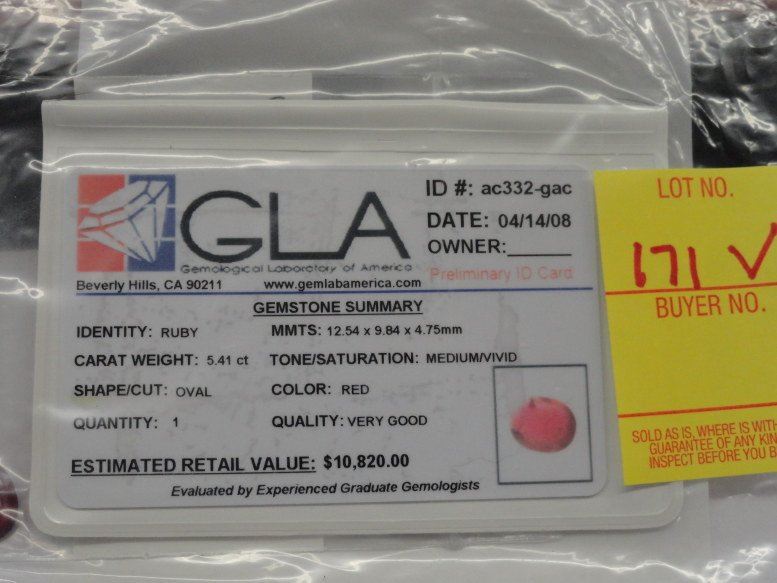 GLA
Gemological Laboratory of America
Beverly Hills, CA 90211 www.gemlabamerica.com
ID #: ac332-gac
DATE: 04/14/08
OWNER:______
Preliminary ID Card
GEMSTONE SUMMARY
IDENTITY: RUBY MMTS: 12.54 x 9.84 x 4.75mm
CARAT WEIGHT: 5.41 ct TONE/SATURATION: MEDIUM/VIVID
SHAPE/CUT: OVAL COLOR: RED
QUANTITY: 1 QUALITY: VERY GOOD
ESTIMATED RETAIL VALUE: $10,820.00
Evaluated by Experienced Graduate Gemologists
LOT NO.
171 ✓
BUYER NO.
SOLD AS IS, WHERE IS WITH
GUARANTEE OF ANY KIN
INSPECT BEFORE YOU B